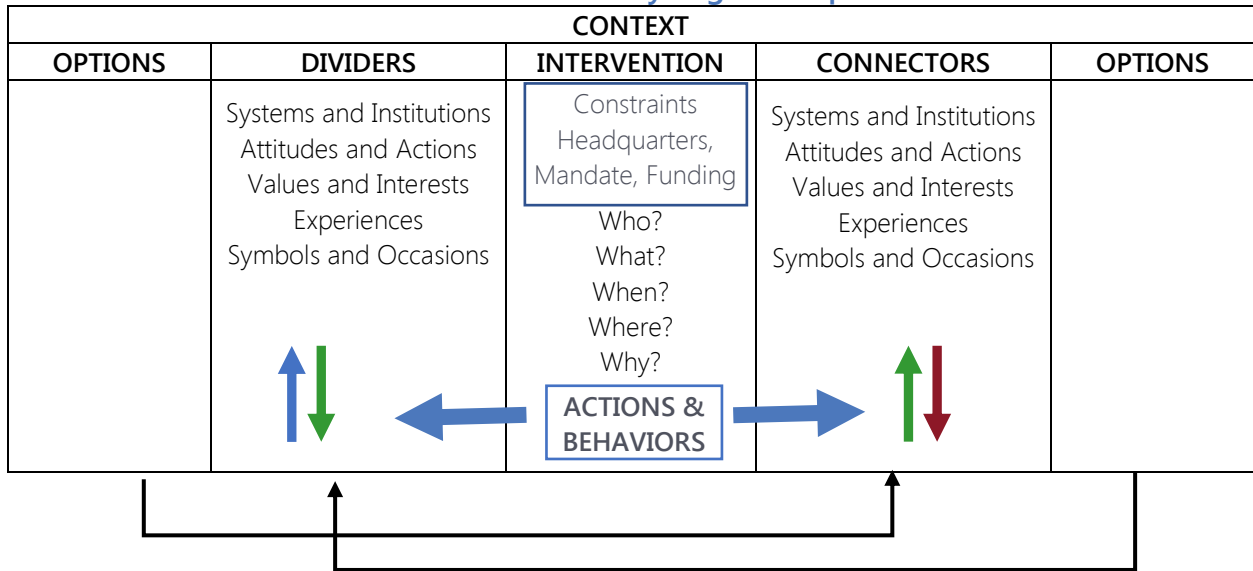 CONTEXT
OPTIONS DIVIDERS INTERVENTION CONNECTORS OPTIONS
Systems and Institutions
Attitudes and Actions
Values and Interests
Experiences
Symbols and Occasions
Constraints
Headquarters,
Mandate, Funding
Who?
What?
When?
Where?
Why?
ACTIONS &
BEHAVIORS
Systems and Institutions
Attitudes and Actions
Values and Interests
Experiences
Symbols and Occasions